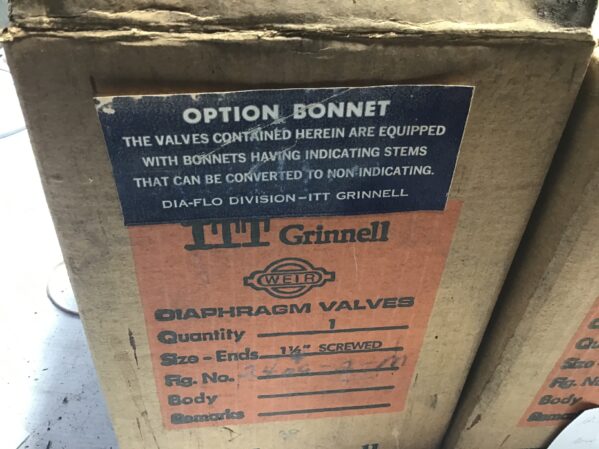 OPTION BONNET
THE VALVES CONTAINED HEREIN ARE EQUIPPED
WITH BONNETS HAVING INDICATING STEMS
THAT CAN BE CONVERTED TO NON-INDICATING.
DIA-FLO DIVISION-ITT GRINNELL
ITT Grinnell
WEIR
DIAPHRAGM VALVES
Quantity 1
Size - Ends 1½" SCREWED
Fig. No.
Body
Remarks
Grinnell